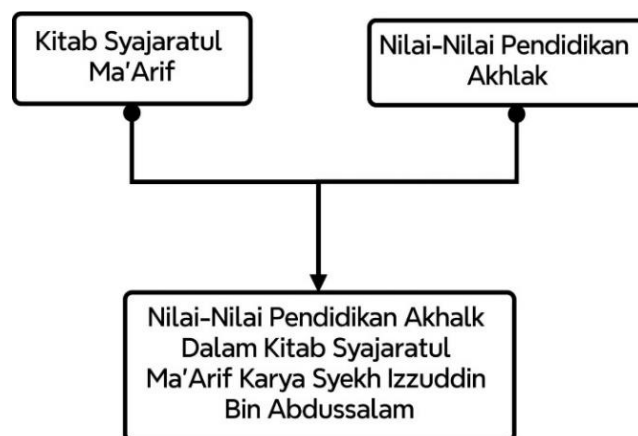 Kitab Syajaratul
Ma'Arif
Nilai-Nilai Pendidikan
Akhlak
Nilai-Nilai Pendidikan Akhalk
Dalam Kitab Syajaratul
Ma'Arif Karya Syekh Izzuddin
Bin Abdussalam